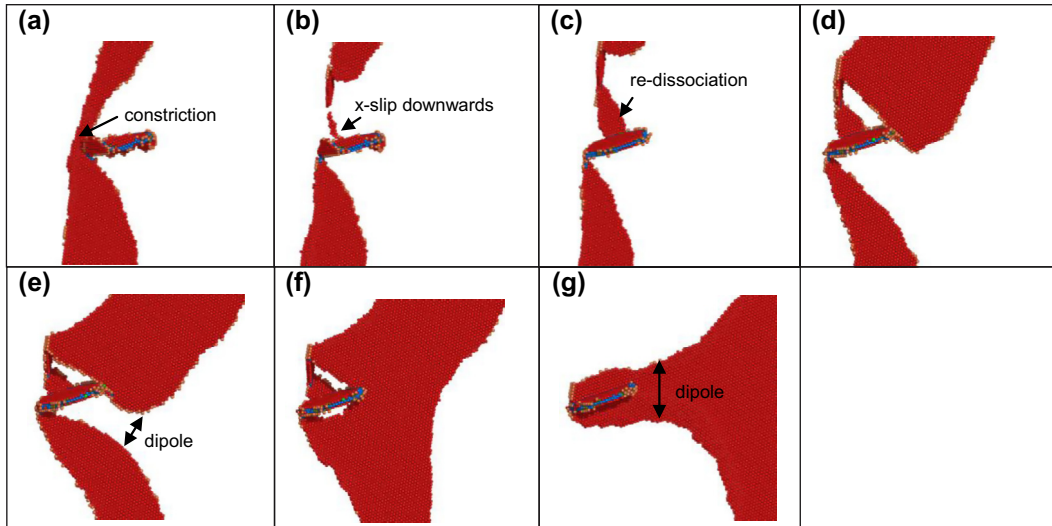 (a)
constriction
(b)
x-slip downwards
(c)
re-dissociation
(d)
(e)
dipole
(f)
(g)
dipole